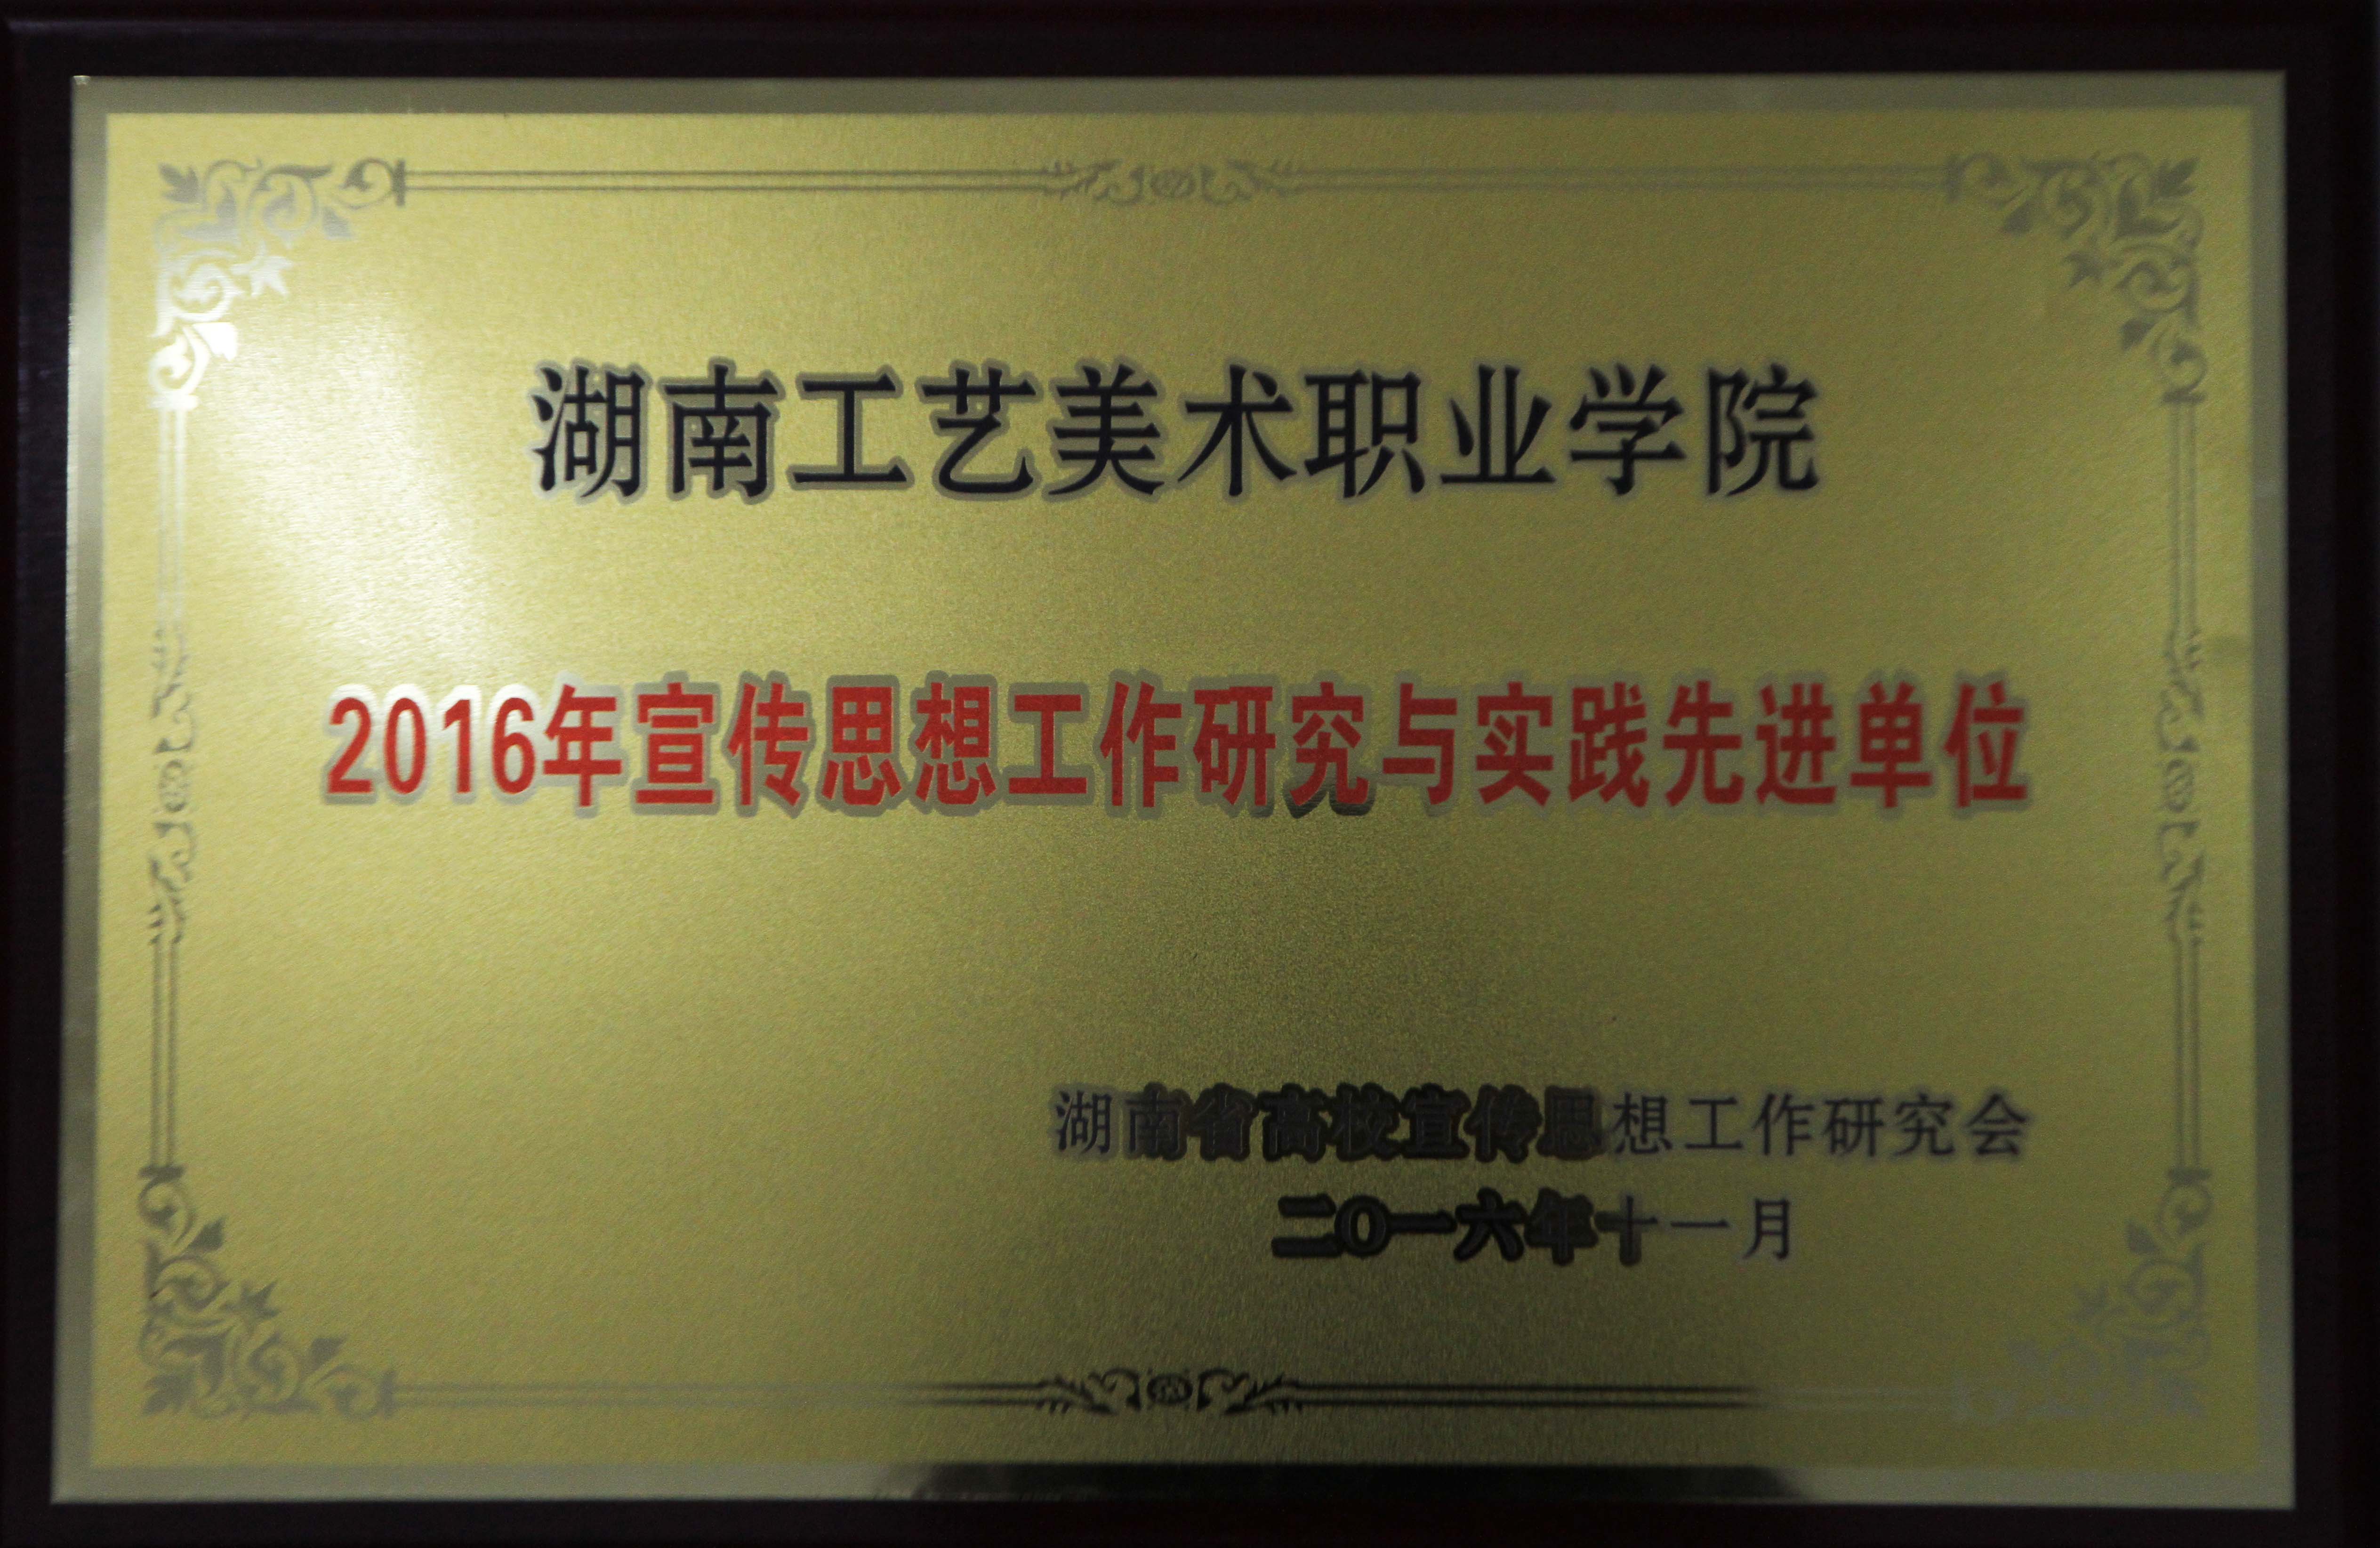 湖南工艺美术职业学院
2016年宣传思想工作研究与实践先进单位
湖南省高校宣传思想工作研究会
二〇一六年十一月